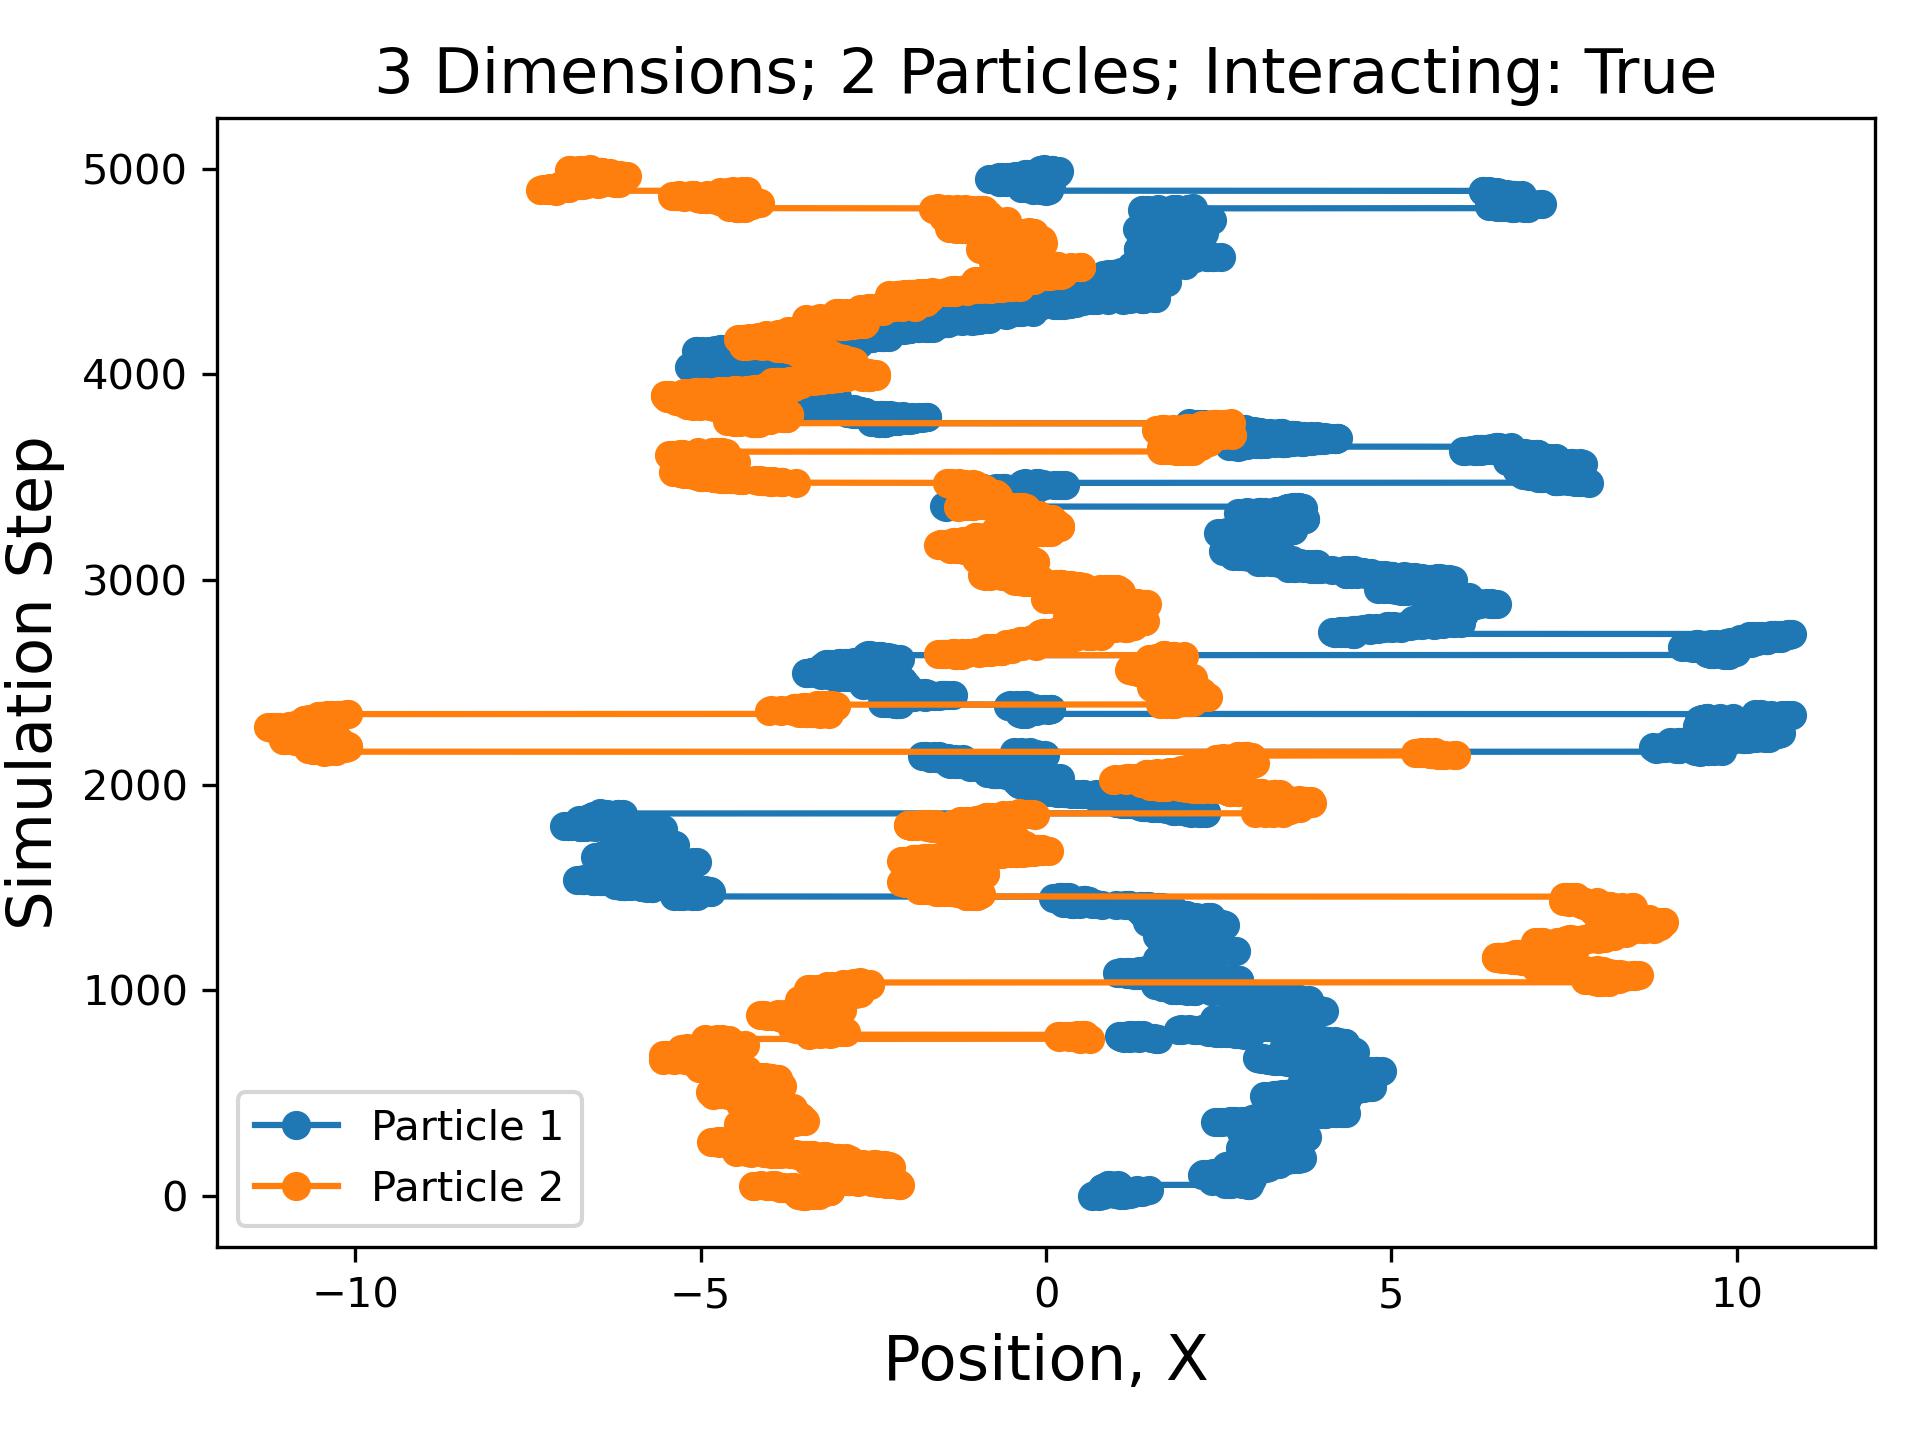 3 Dimensions; 2 Particles; Interacting: True
Simulation Step
5000
4000
3000
2000
1000
0
Particle 1
Particle 2
−10
−5
0
5
10
Position, X